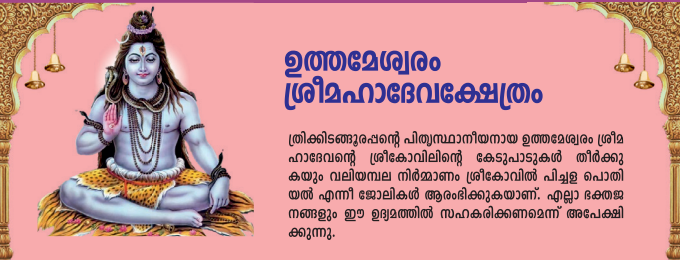 ഉത്തമേശ്വരം
ശ്രീമഹാദേവക്ഷേത്രം
ത്രിക്കിടങ്ങൂരപ്പന്റെ പിതൃസ്ഥാനീയനായ ഉത്തമേശ്വരം ശ്രീമ
ഹാദേവന്റെ ശ്രീകോവിലിന്റെ കേടുപാടുകൾ തീർക്കു
കയും വലിയമ്പല നിർമ്മാണം ശ്രീകോവിൽ പിച്ചള പൊതി
യൽ എന്നീ ജോലികൾ ആരംഭിക്കുകയാണ്. എല്ലാ ഭക്തജ
നങ്ങളും ഈ ഉദ്യമത്തിൽ സഹകരിക്കണമെന്ന് അപേക്ഷി
ക്കുന്നു.